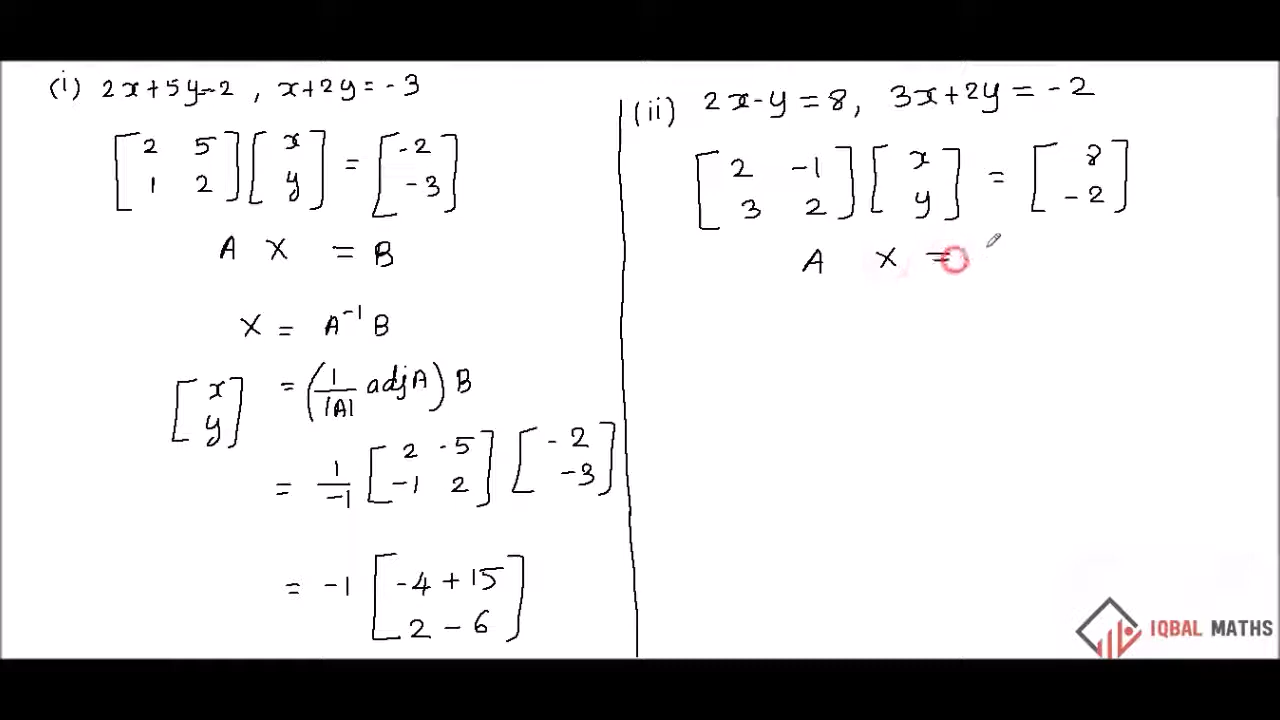 (i) 2x+5y=-2 , x+2y = -3
[2 5 1 2] [x y] = [-2 -3]
A X = B
X = A⁻¹ B
[x y] = (1/|A| adjA) B
= 1/-1 [2 -5 -1 2] [-2 -3]
= -1 [-4 + 15 2 - 6]
(ii) 2x-y = 8, 3x+2y = -2
[2 -1 3 2] [x y] = [8 -2]
A X =
IQBAL MATHS